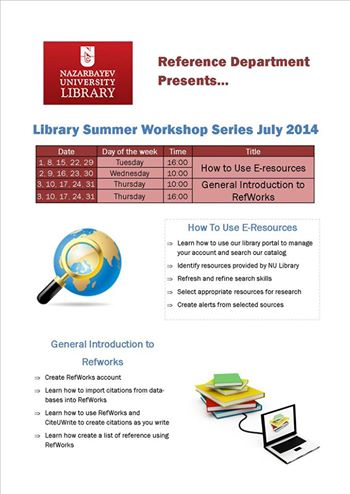 NAZARBAYEV
UNIVERSITY
LIBRARY
Reference Department
Presents...
Library Summer Workshop Series July 2014
Date Day of the week Time Title
1, 8, 15, 22, 29 Tuesday 16:00 How to Use E-resources
2, 9, 16, 23, 30 Wednesday 10:00
3, 10, 17, 24, 31 Thursday 10:00 General Introduction to
3, 10, 17, 24, 31 Thursday 16:00 RefWorks
How To Use E-Resources
⇒ Learn how to use our library portal to manage
your account and search our catalog
⇒ Identify resources provided by NU Library
⇒ Refresh and refine search skills
⇒ Select appropriate resources for research
⇒ Create alerts from selected sources
General Introduction to
Refworks
⇒ Create RefWorks account
⇒ Learn how to import citations from data-
bases into RefWorks
⇒ Learn how to use RefWorks and
CiteUWrite to create citations as you write
⇒ Learn how create a list of reference using
RefWorks